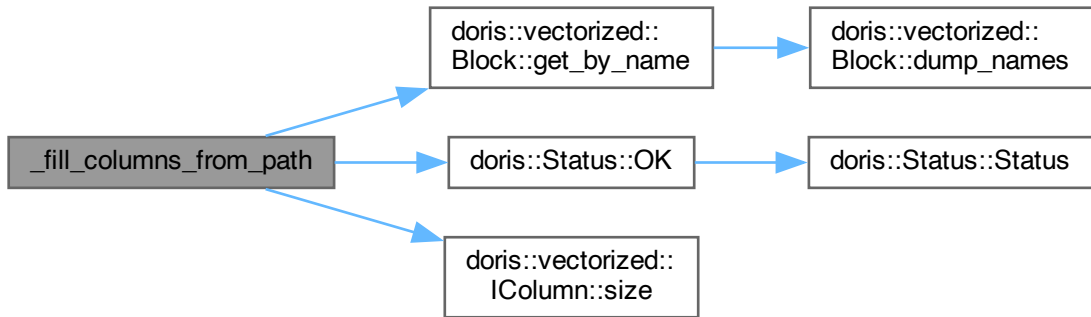 doris::vectorized::
Block::get_by_name
doris::vectorized::
Block::dump_names
_fill_columns_from_path
doris::Status::OK
doris::Status::Status
doris::vectorized::
IColumn::size